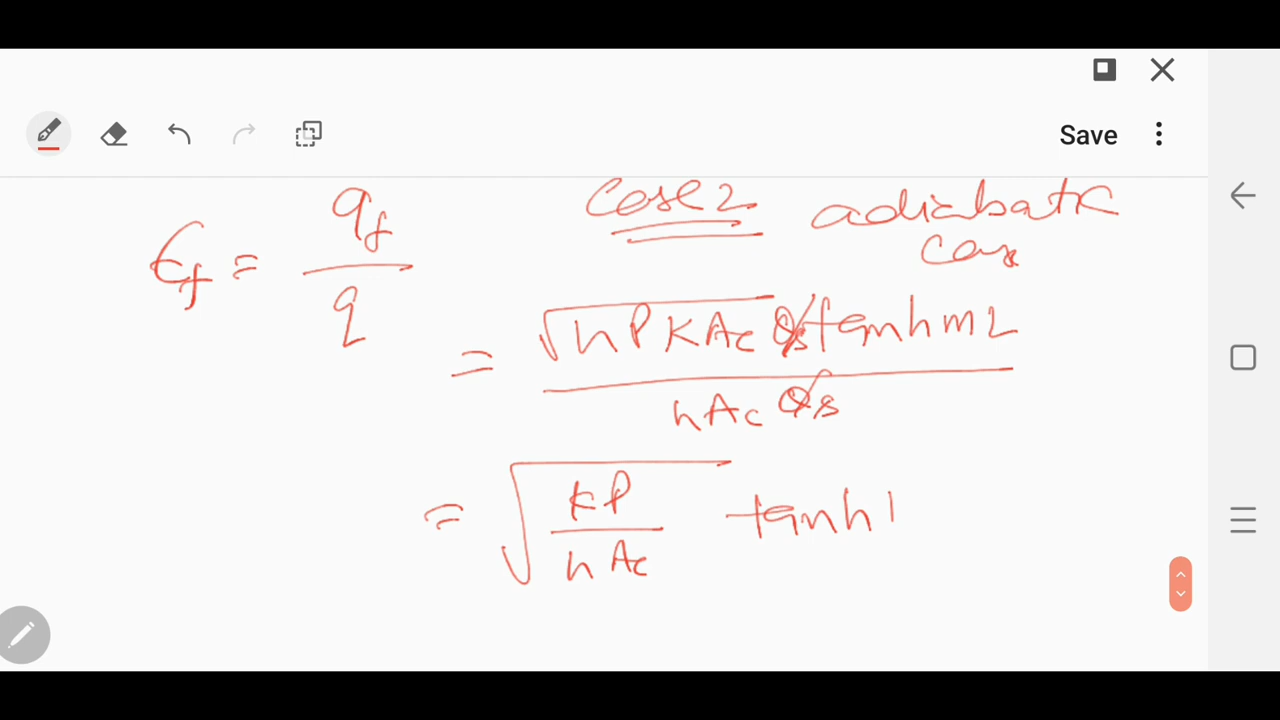 Save
Case 2 adiabatic
case
ϵf = qf / q
= √hPKAc θs tanh mL / hAc θs
= √KP / hAc tanh